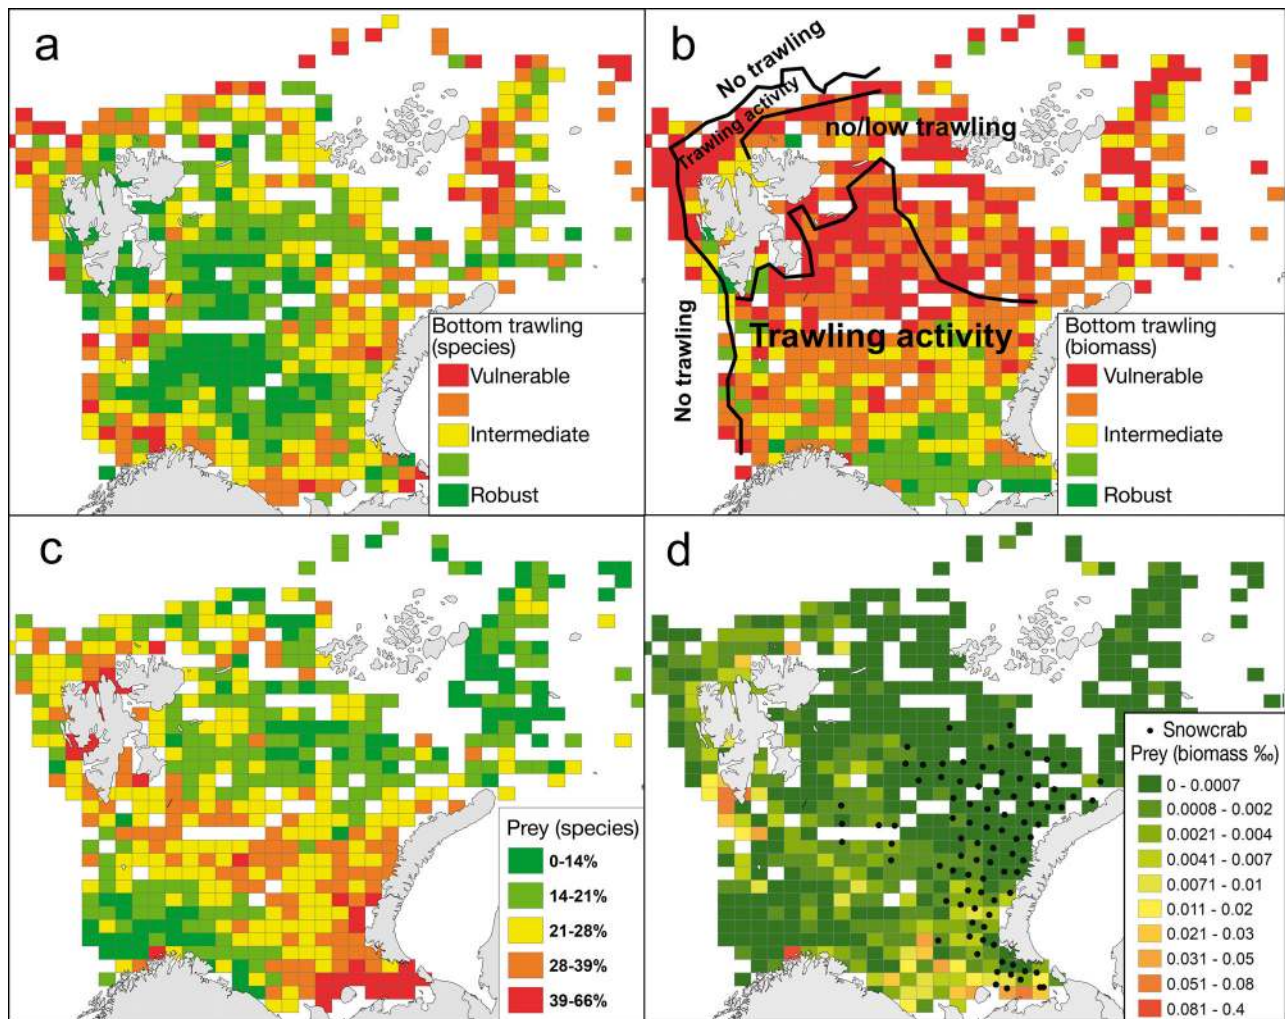 a
Bottom trawling
(species)
Vulnerable
Intermediate
Robust
b
No trawling
Trawling activity
no/low trawling
No trawling
Trawling activity
Bottom trawling
(biomass)
Vulnerable
Intermediate
Robust
c
Prey (species)
0-14%
14-21%
21-28%
28-39%
39-66%
d
Snowcrab
Prey (biomass ‰)
0 - 0.0007
0.0008 - 0.002
0.0021 - 0.004
0.0041 - 0.007
0.0071 - 0.01
0.011 - 0.02
0.021 - 0.03
0.031 - 0.05
0.051 - 0.08
0.081 - 0.4